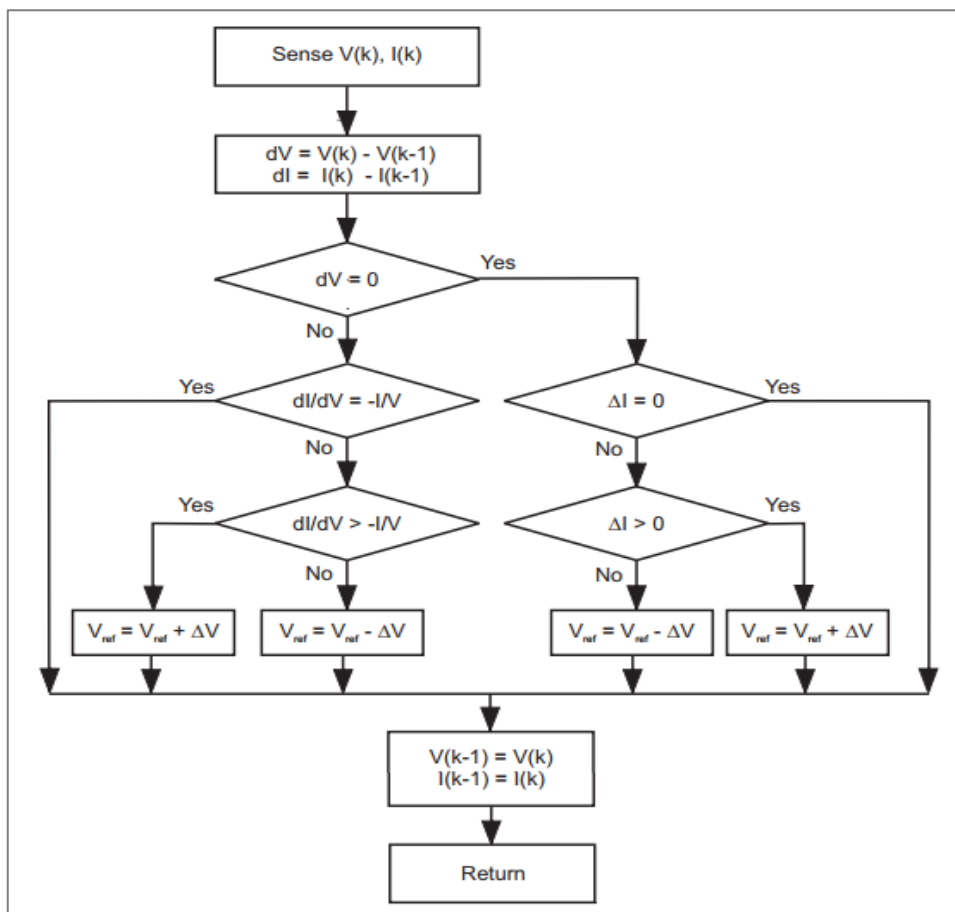 Sense V(k), I(k)
dV = V(k) - V(k-1)
dI = I(k) - I(k-1)
dV = 0
Yes
No
Yes
dI/dV = -I/V
ΔI = 0
Yes
No
No
Yes
dI/dV > -I/V
ΔI > 0
Yes
No
No
Vref = Vref + ΔV
Vref = Vref - ΔV
Vref = Vref - ΔV
Vref = Vref + ΔV
V(k-1) = V(k)
I(k-1) = I(k)
Return